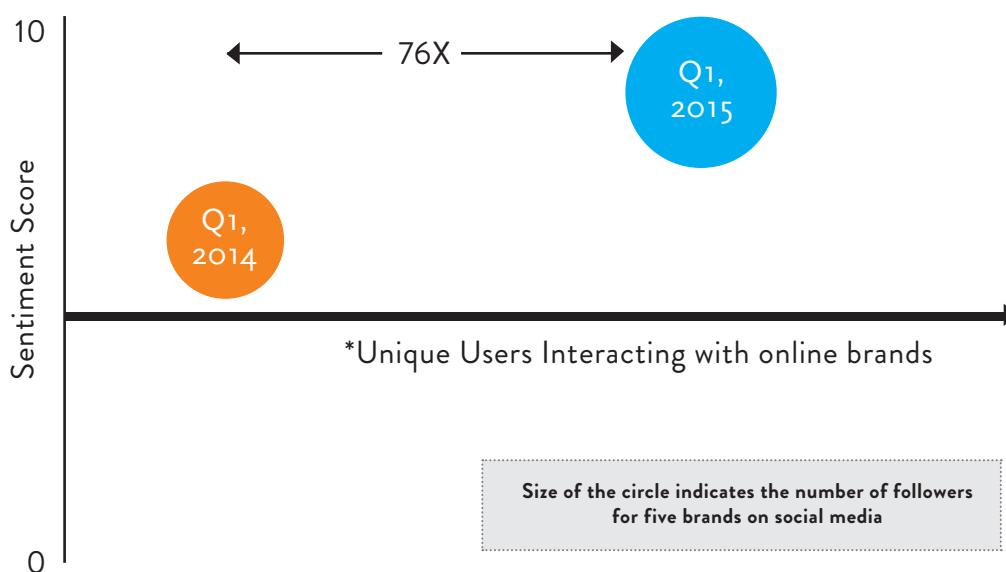 10
76X
Q1,
2015
Sentiment Score
Q1,
2014
*Unique Users Interacting with online brands
Size of the circle indicates the number of followers
for five brands on social media
0